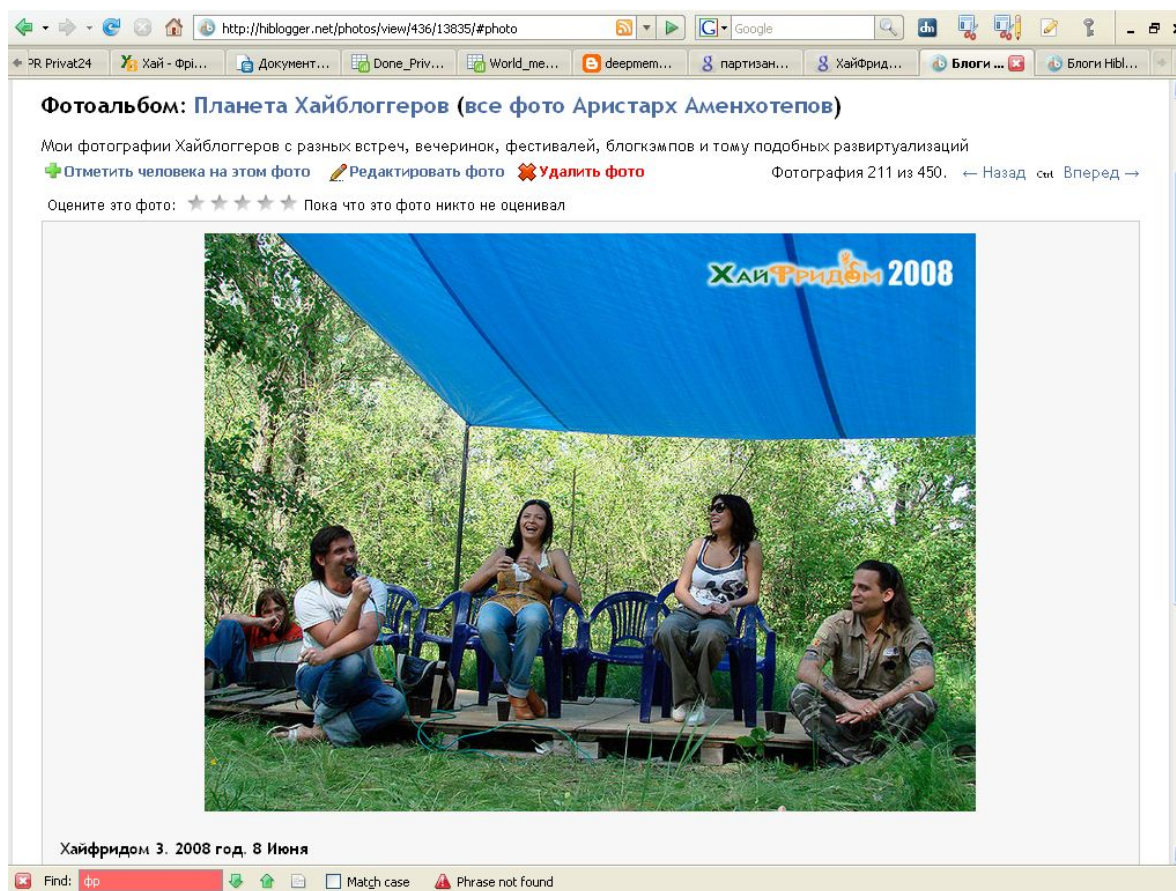 http://hiblogger.net/photos/view/436/13835/#photo
Google
PR Privat24
Хай - Фрі...
Документ...
Done_Priv...
World_me...
deepmem...
партизан...
ХайФрид...
Блоги ...
Блоги Hibl...
Фотоальбом: Планета Хайблоггеров (все фото Аристарх Аменхотепов)
Мои фотографии Хайблоггеров с разных встреч, вечеринок, фестивалей, блогкэмпов и тому подобных развиртуализаций
Отметить человека на этом фото Редактировать фото Удалить фото Фотография 211 из 450. ← Назад Ctrl Вперед →
Оцените это фото: Пока что это фото никто не оценивал
ХайФридом 2008
Хайфридом 3. 2008 год. 8 Июня
Find: фр Match case Phrase not found